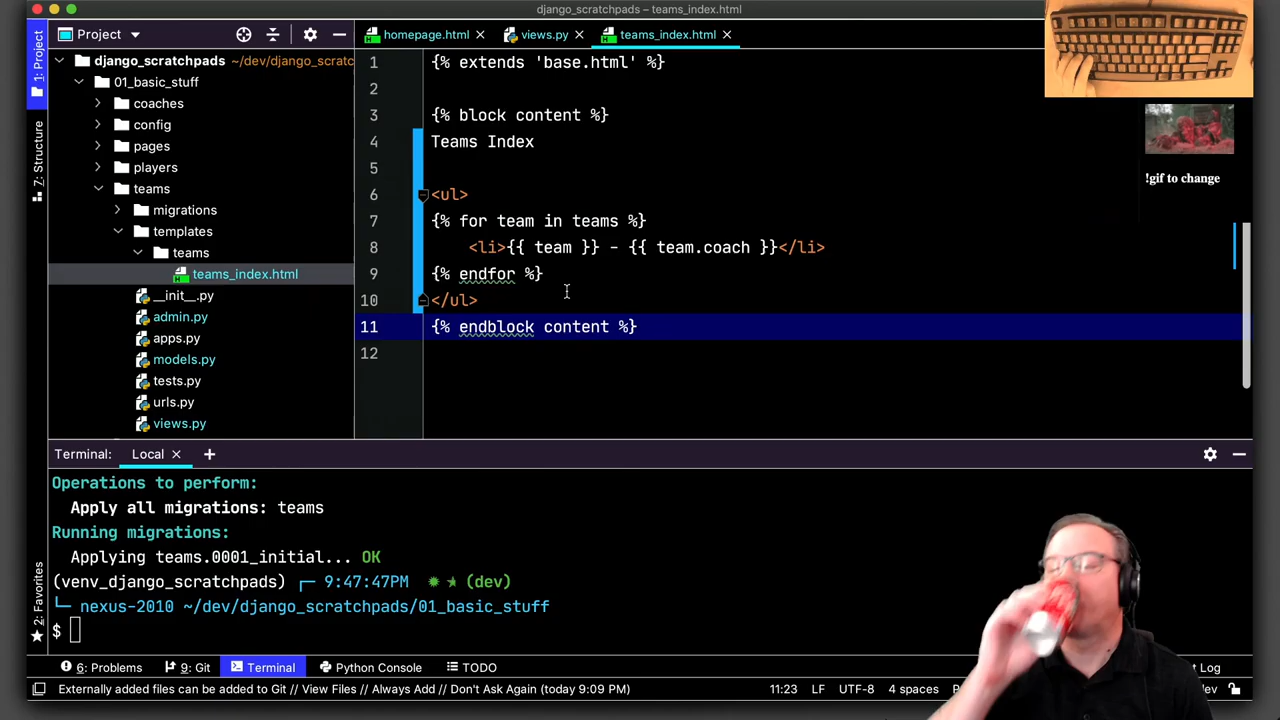 django_scratchpads – teams_index.html
Project
homepage.html
views.py
teams_index.html
1: Project
7: Structure
2: Favorites
django_scratchpads ~/dev/django_scratc
01_basic_stuff
coaches
config
pages
players
teams
migrations
templates
teams
teams_index.html
__init__.py
admin.py
apps.py
models.py
tests.py
urls.py
views.py
1 {% extends 'base.html' %}
2
3 {% block content %}
4 Teams Index
5
6 <ul>
7 {% for team in teams %}
8 <li>{{ team }} - {{ team.coach }}</li>
9 {% endfor %}
10 </ul>
11 {% endblock content %}
12
!gif to change
Terminal: Local +
Operations to perform:
Apply all migrations: teams
Running migrations:
Applying teams.0001_initial... OK
(venv_django_scratchpads) 9:47:47PM (dev)
nexus-2010 ~/dev/django_scratchpads/01_basic_stuff
$
6: Problems 9: Git Terminal Python Console TODO Log
Externally added files can be added to Git // View Files // Always Add // Don't Ask Again (today 9:09 PM) 11:23 LF UTF-8 4 spaces